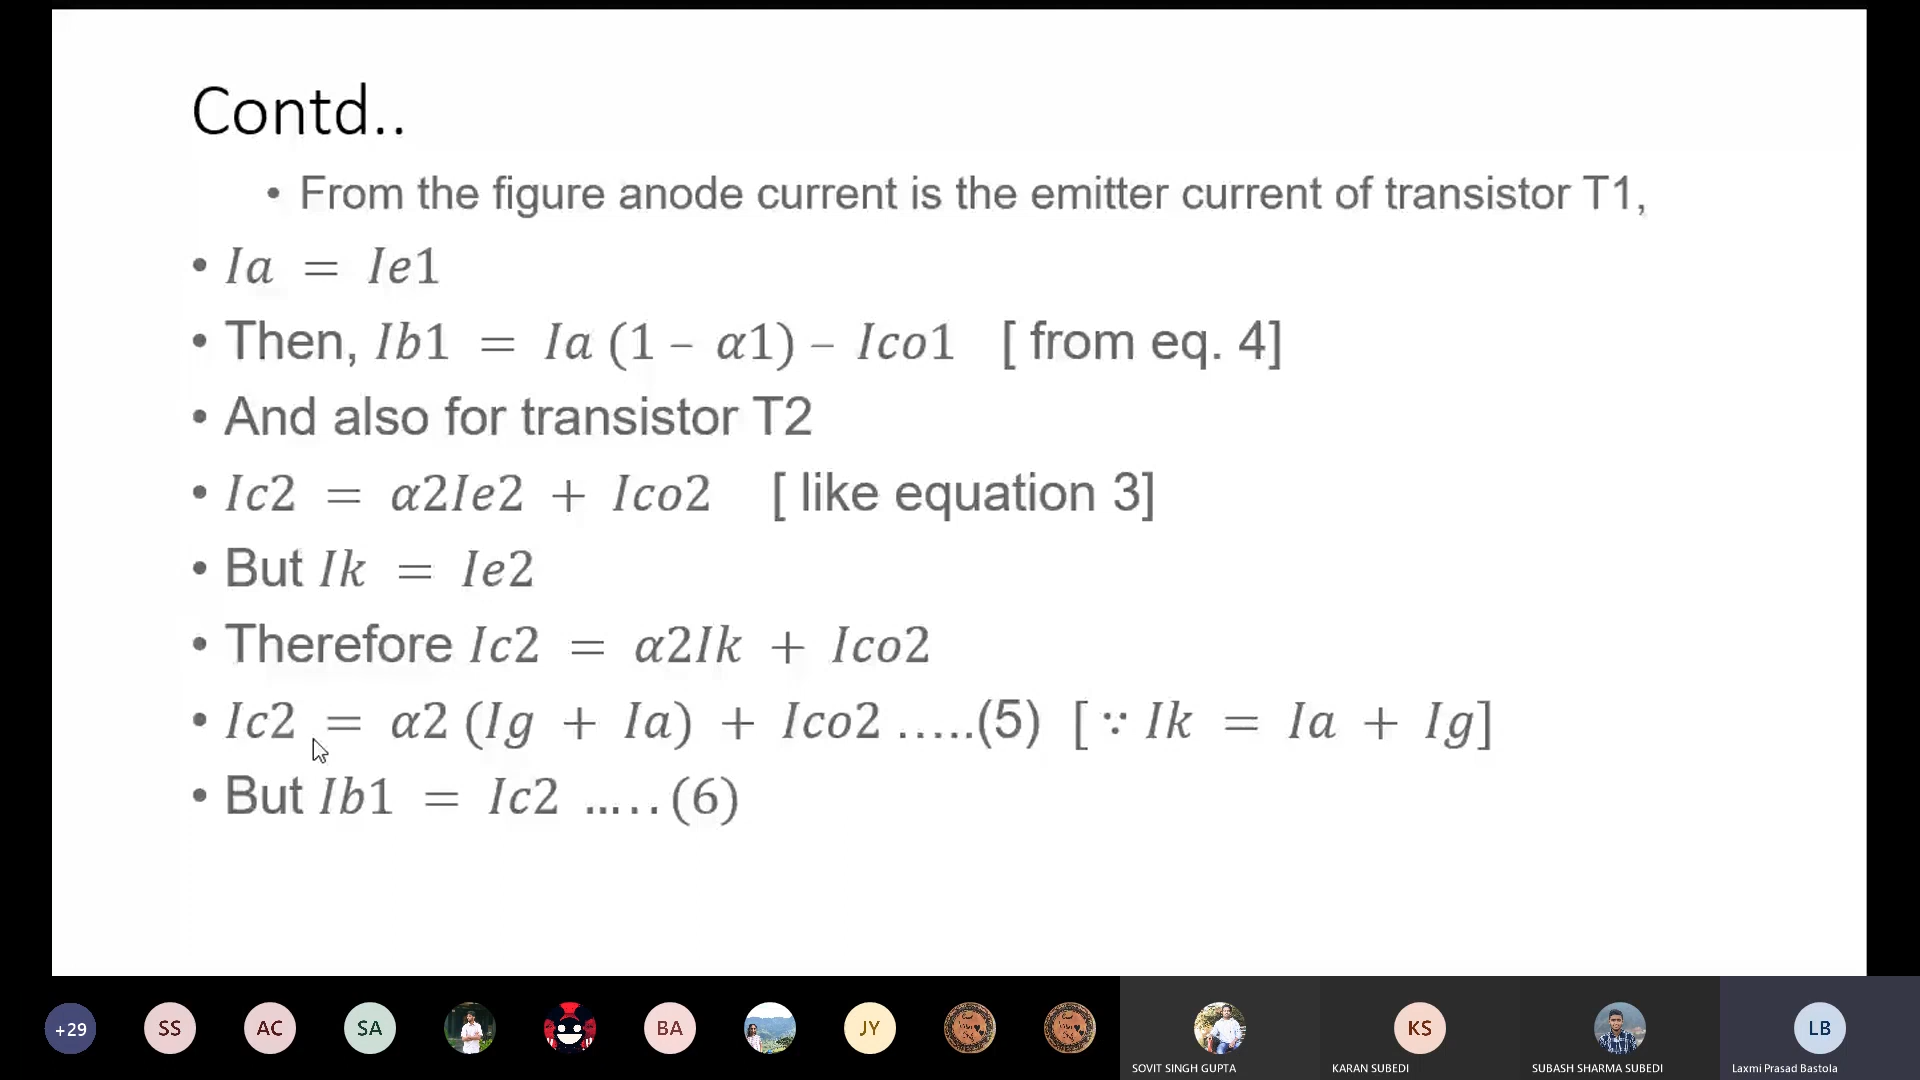 Contd..
• From the figure anode current is the emitter current of transistor T1,
• Ia = Ie1
• Then, Ib1 = Ia (1 – α1) – Ico1 [ from eq. 4]
• And also for transistor T2
• Ic2 = α2Ie2 + Ico2 [ like equation 3]
• But Ik = Ie2
• Therefore Ic2 = α2Ik + Ico2
• Ic2 = α2 (Ig + Ia) + Ico2 …..(5) [∵ Ik = Ia + Ig]
• But Ib1 = Ic2 ….. (6)
+29 SS AC SA BA JY KS LB
SOVIT SINGH GUPTA KARAN SUBEDI SUBASH SHARMA SUBEDI Laxmi Prasad Bastola